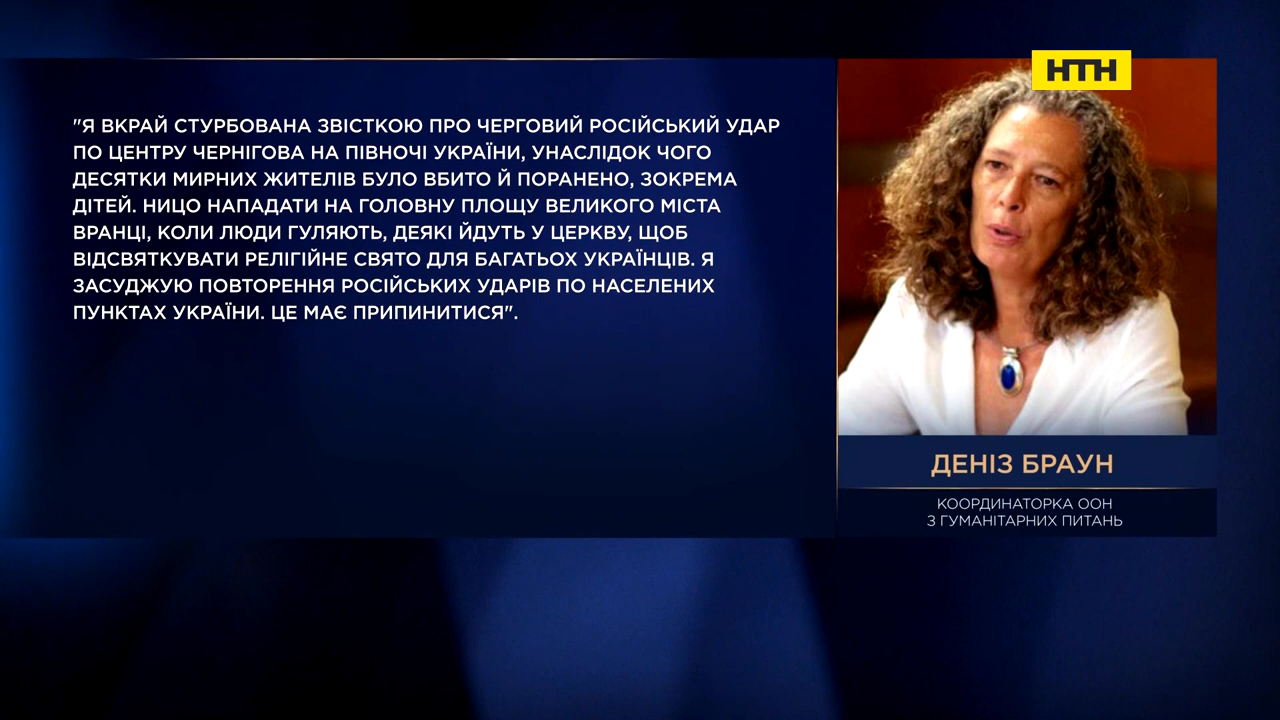 НТН
"Я ВКРАЙ СТУРБОВАНА ЗВІСТКОЮ ПРО ЧЕРГОВИЙ РОСІЙСЬКИЙ УДАР
ПО ЦЕНТРУ ЧЕРНІГОВА НА ПІВНОЧІ УКРАЇНИ, УНАСЛІДОК ЧОГО
ДЕСЯТКИ МИРНИХ ЖИТЕЛІВ БУЛО ВБИТО Й ПОРАНЕНО, ЗОКРЕМА
ДІТЕЙ. НИЦО НАПАДАТИ НА ГОЛОВНУ ПЛОЩУ ВЕЛИКОГО МІСТА
ВРАНЦІ, КОЛИ ЛЮДИ ГУЛЯЮТЬ, ДЕЯКІ ЙДУТЬ У ЦЕРКВУ, ЩОБ
ВІДСВЯТКУВАТИ РЕЛІГІЙНЕ СВЯТО ДЛЯ БАГАТЬОХ УКРАЇНЦІВ. Я
ЗАСУДЖУЮ ПОВТОРЕННЯ РОСІЙСЬКИХ УДАРІВ ПО НАСЕЛЕНИХ
ПУНКТАХ УКРАЇНИ. ЦЕ МАЄ ПРИПИНИТИСЯ".
ДЕНІЗ БРАУН
КООРДИНАТОРКА ООН
З ГУМАНІТАРНИХ ПИТАНЬ